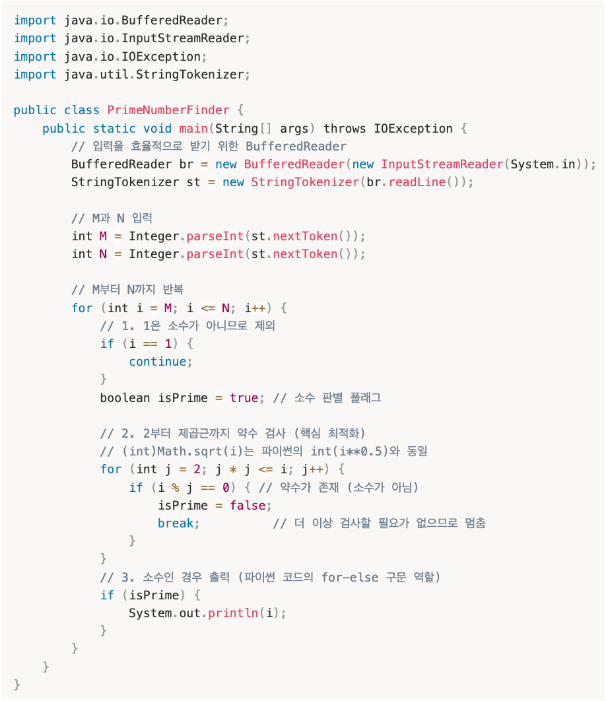 import java.io.BufferedReader;
import java.io.InputStreamReader;
import java.io.IOException;
import java.util.StringTokenizer;

public class PrimeNumberFinder {
    public static void main(String[] args) throws IOException {
        // 입력을 효율적으로 받기 위한 BufferedReader
        BufferedReader br = new BufferedReader(new InputStreamReader(System.in));
        StringTokenizer st = new StringTokenizer(br.readLine());

        // M과 N 입력
        int M = Integer.parseInt(st.nextToken());
        int N = Integer.parseInt(st.nextToken());

        // M부터 N까지 반복
        for (int i = M; i <= N; i++) {
            // 1. 1은 소수가 아니므로 제외
            if (i == 1) {
                continue;
            }
            boolean isPrime = true; // 소수 판별 플래그

            // 2. 2부터 제곱근까지 약수 검사 (핵심 최적화)
            // (int)Math.sqrt(i)는 파이썬의 int(i**0.5)와 동일
            for (int j = 2; j * j <= i; j++) {
                if (i % j == 0) { // 약수가 존재 (소수가 아님)
                    isPrime = false;
                    break;          // 더 이상 검사할 필요가 없으므로 멈춤
                }
            }
            // 3. 소수인 경우 출력 (파이썬 코드의 for-else 구문 역할)
            if (isPrime) {
                System.out.println(i);
            }
        }
    }
}